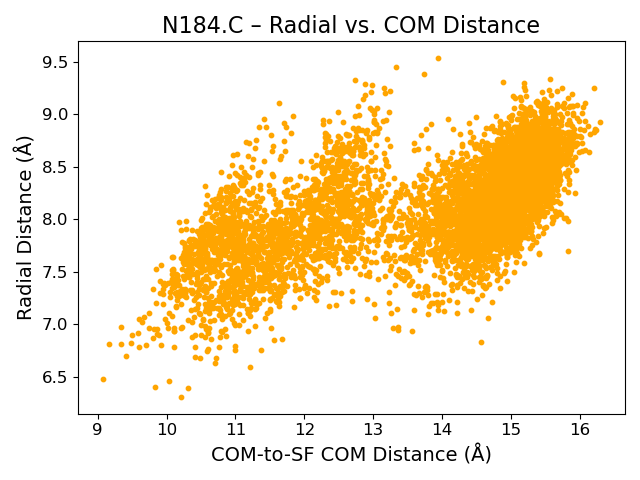 N184.C – Radial vs. COM Distance
9.5
9.0
8.5
8.0
7.5
7.0
6.5
Radial Distance (Å)
9 10 11 12 13 14 15 16
COM-to-SF COM Distance (Å)